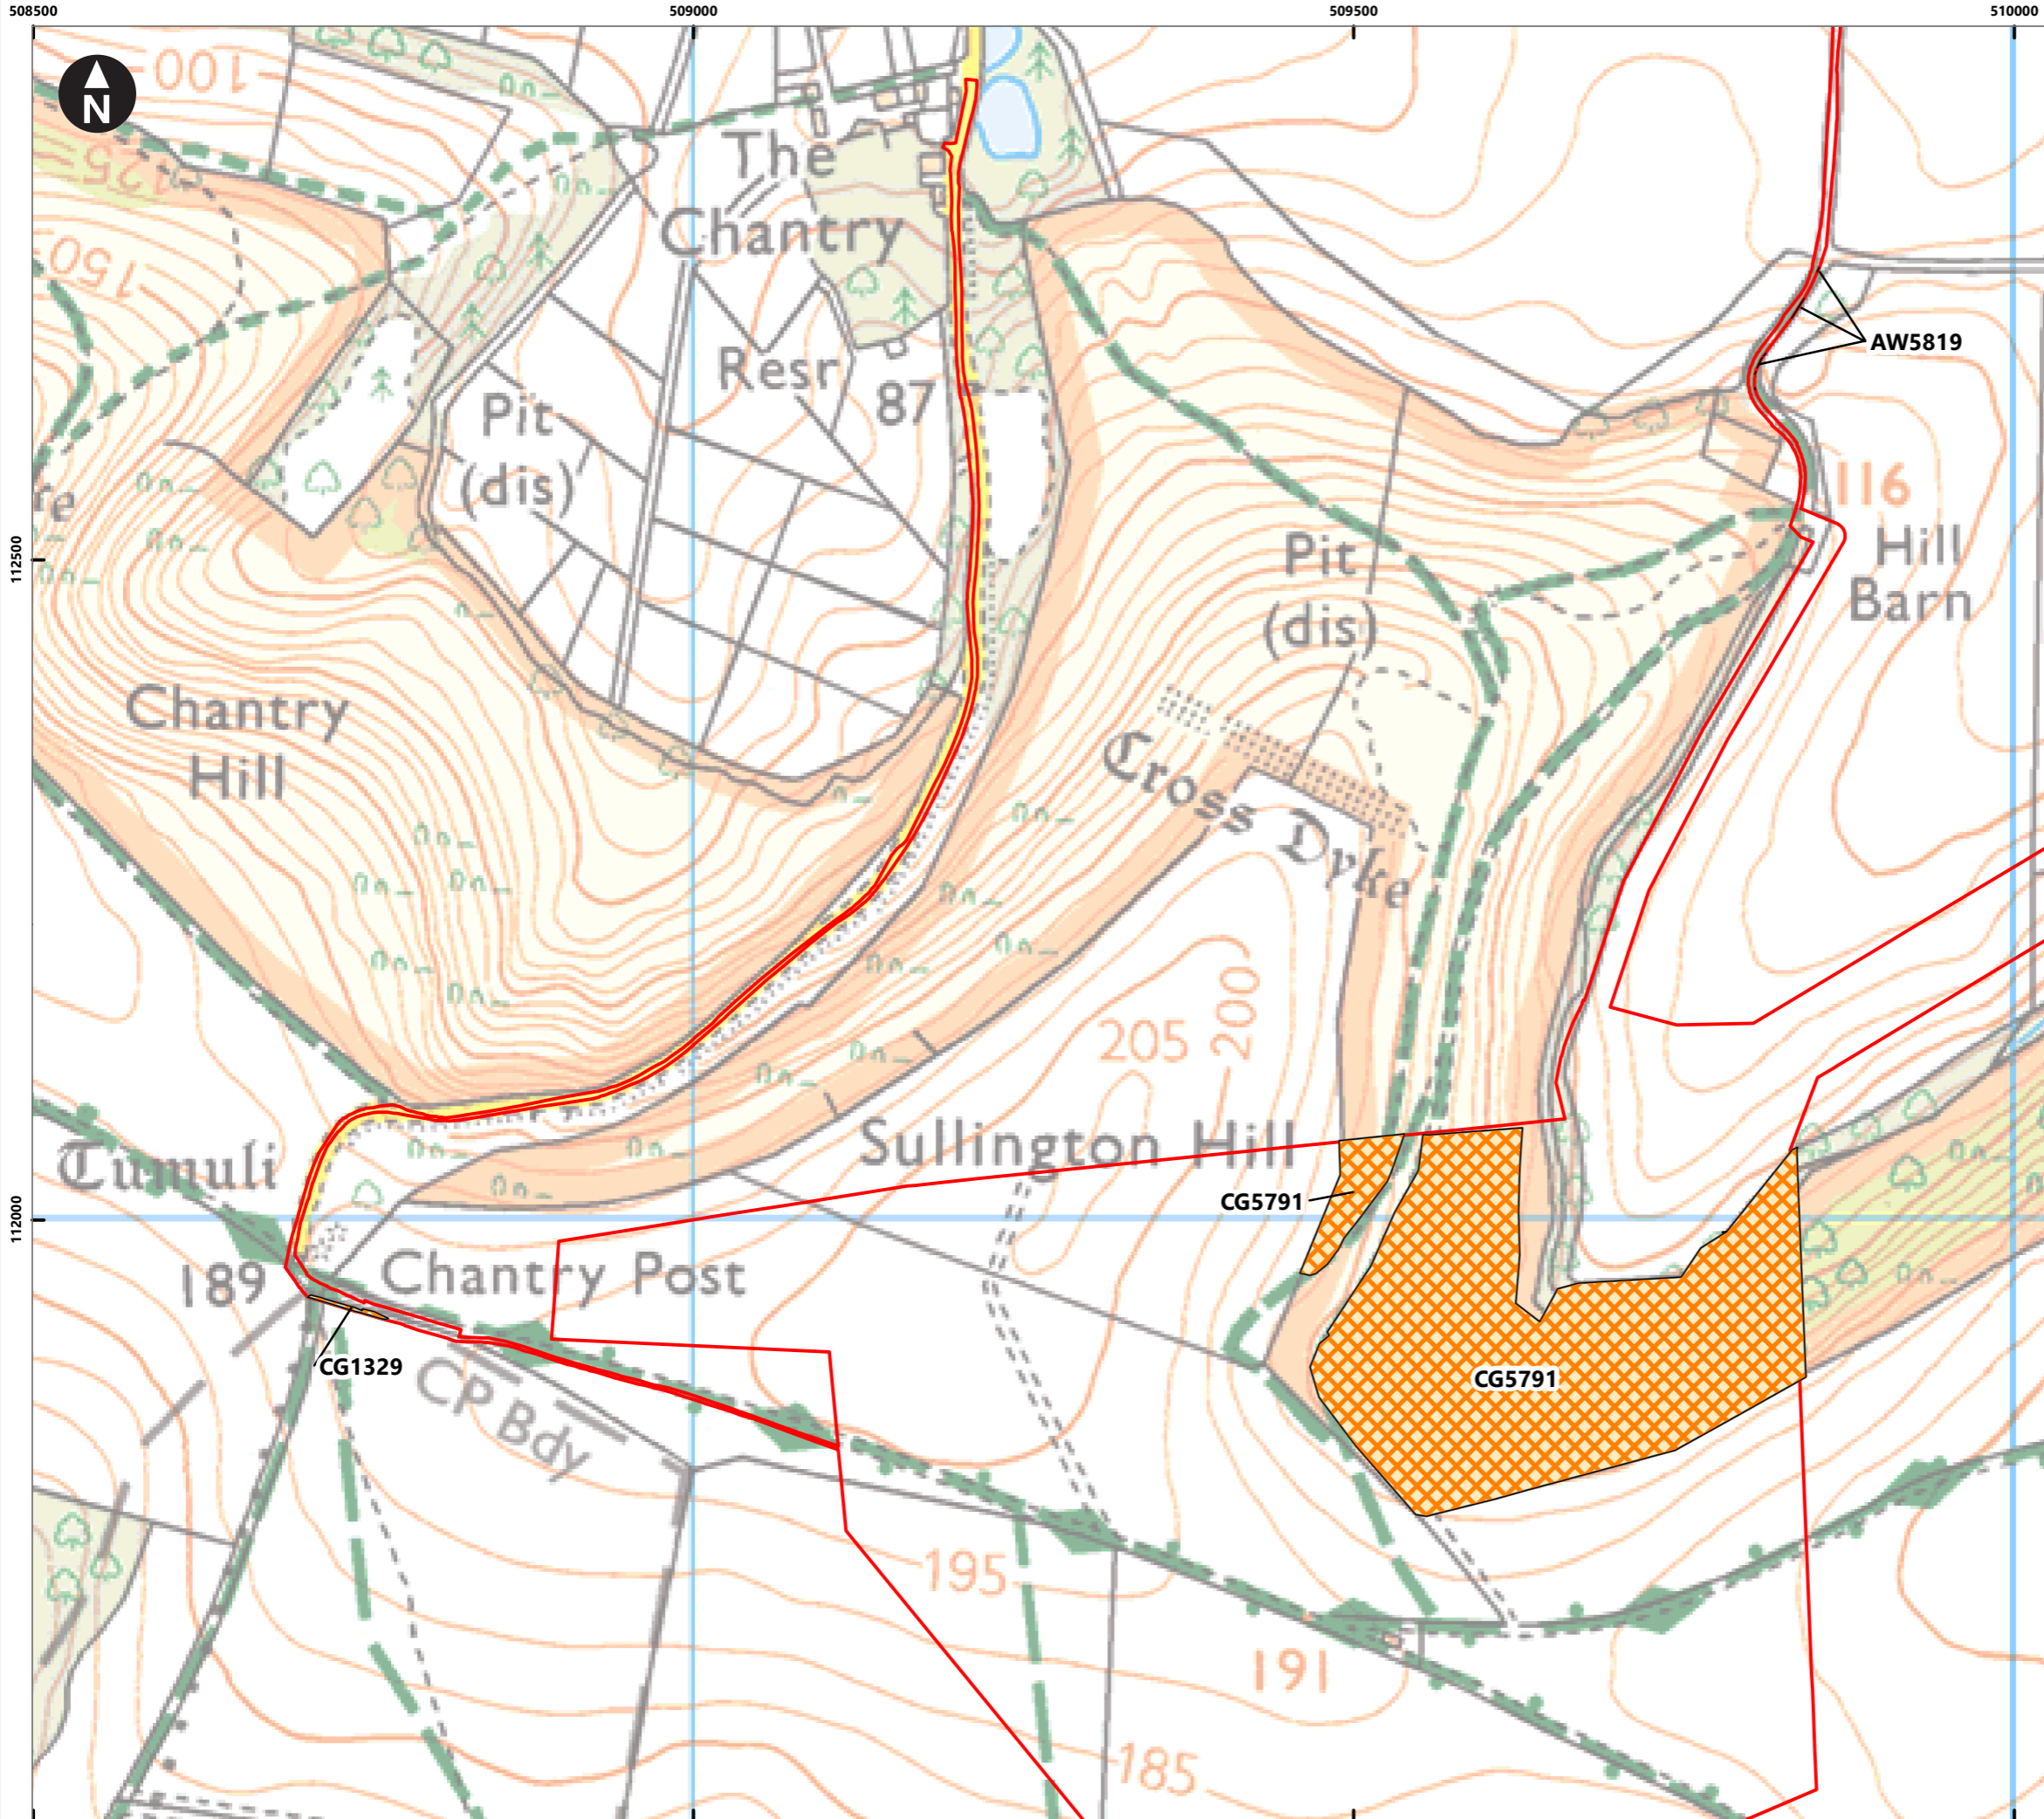 508500
509000
509500
510000
N
100
125
150
The
Chantry
Resr
87
Pit
(dis)
AW5819
116
Hill
Barn
112500
Pit
(dis)
Chantry
Hill
Cross Dyke
205
200
Sullington Hill
Tumuli
CG5791
112000
189
Chantry Post
CG1329
CP Bdy
CG5791
195
191
185